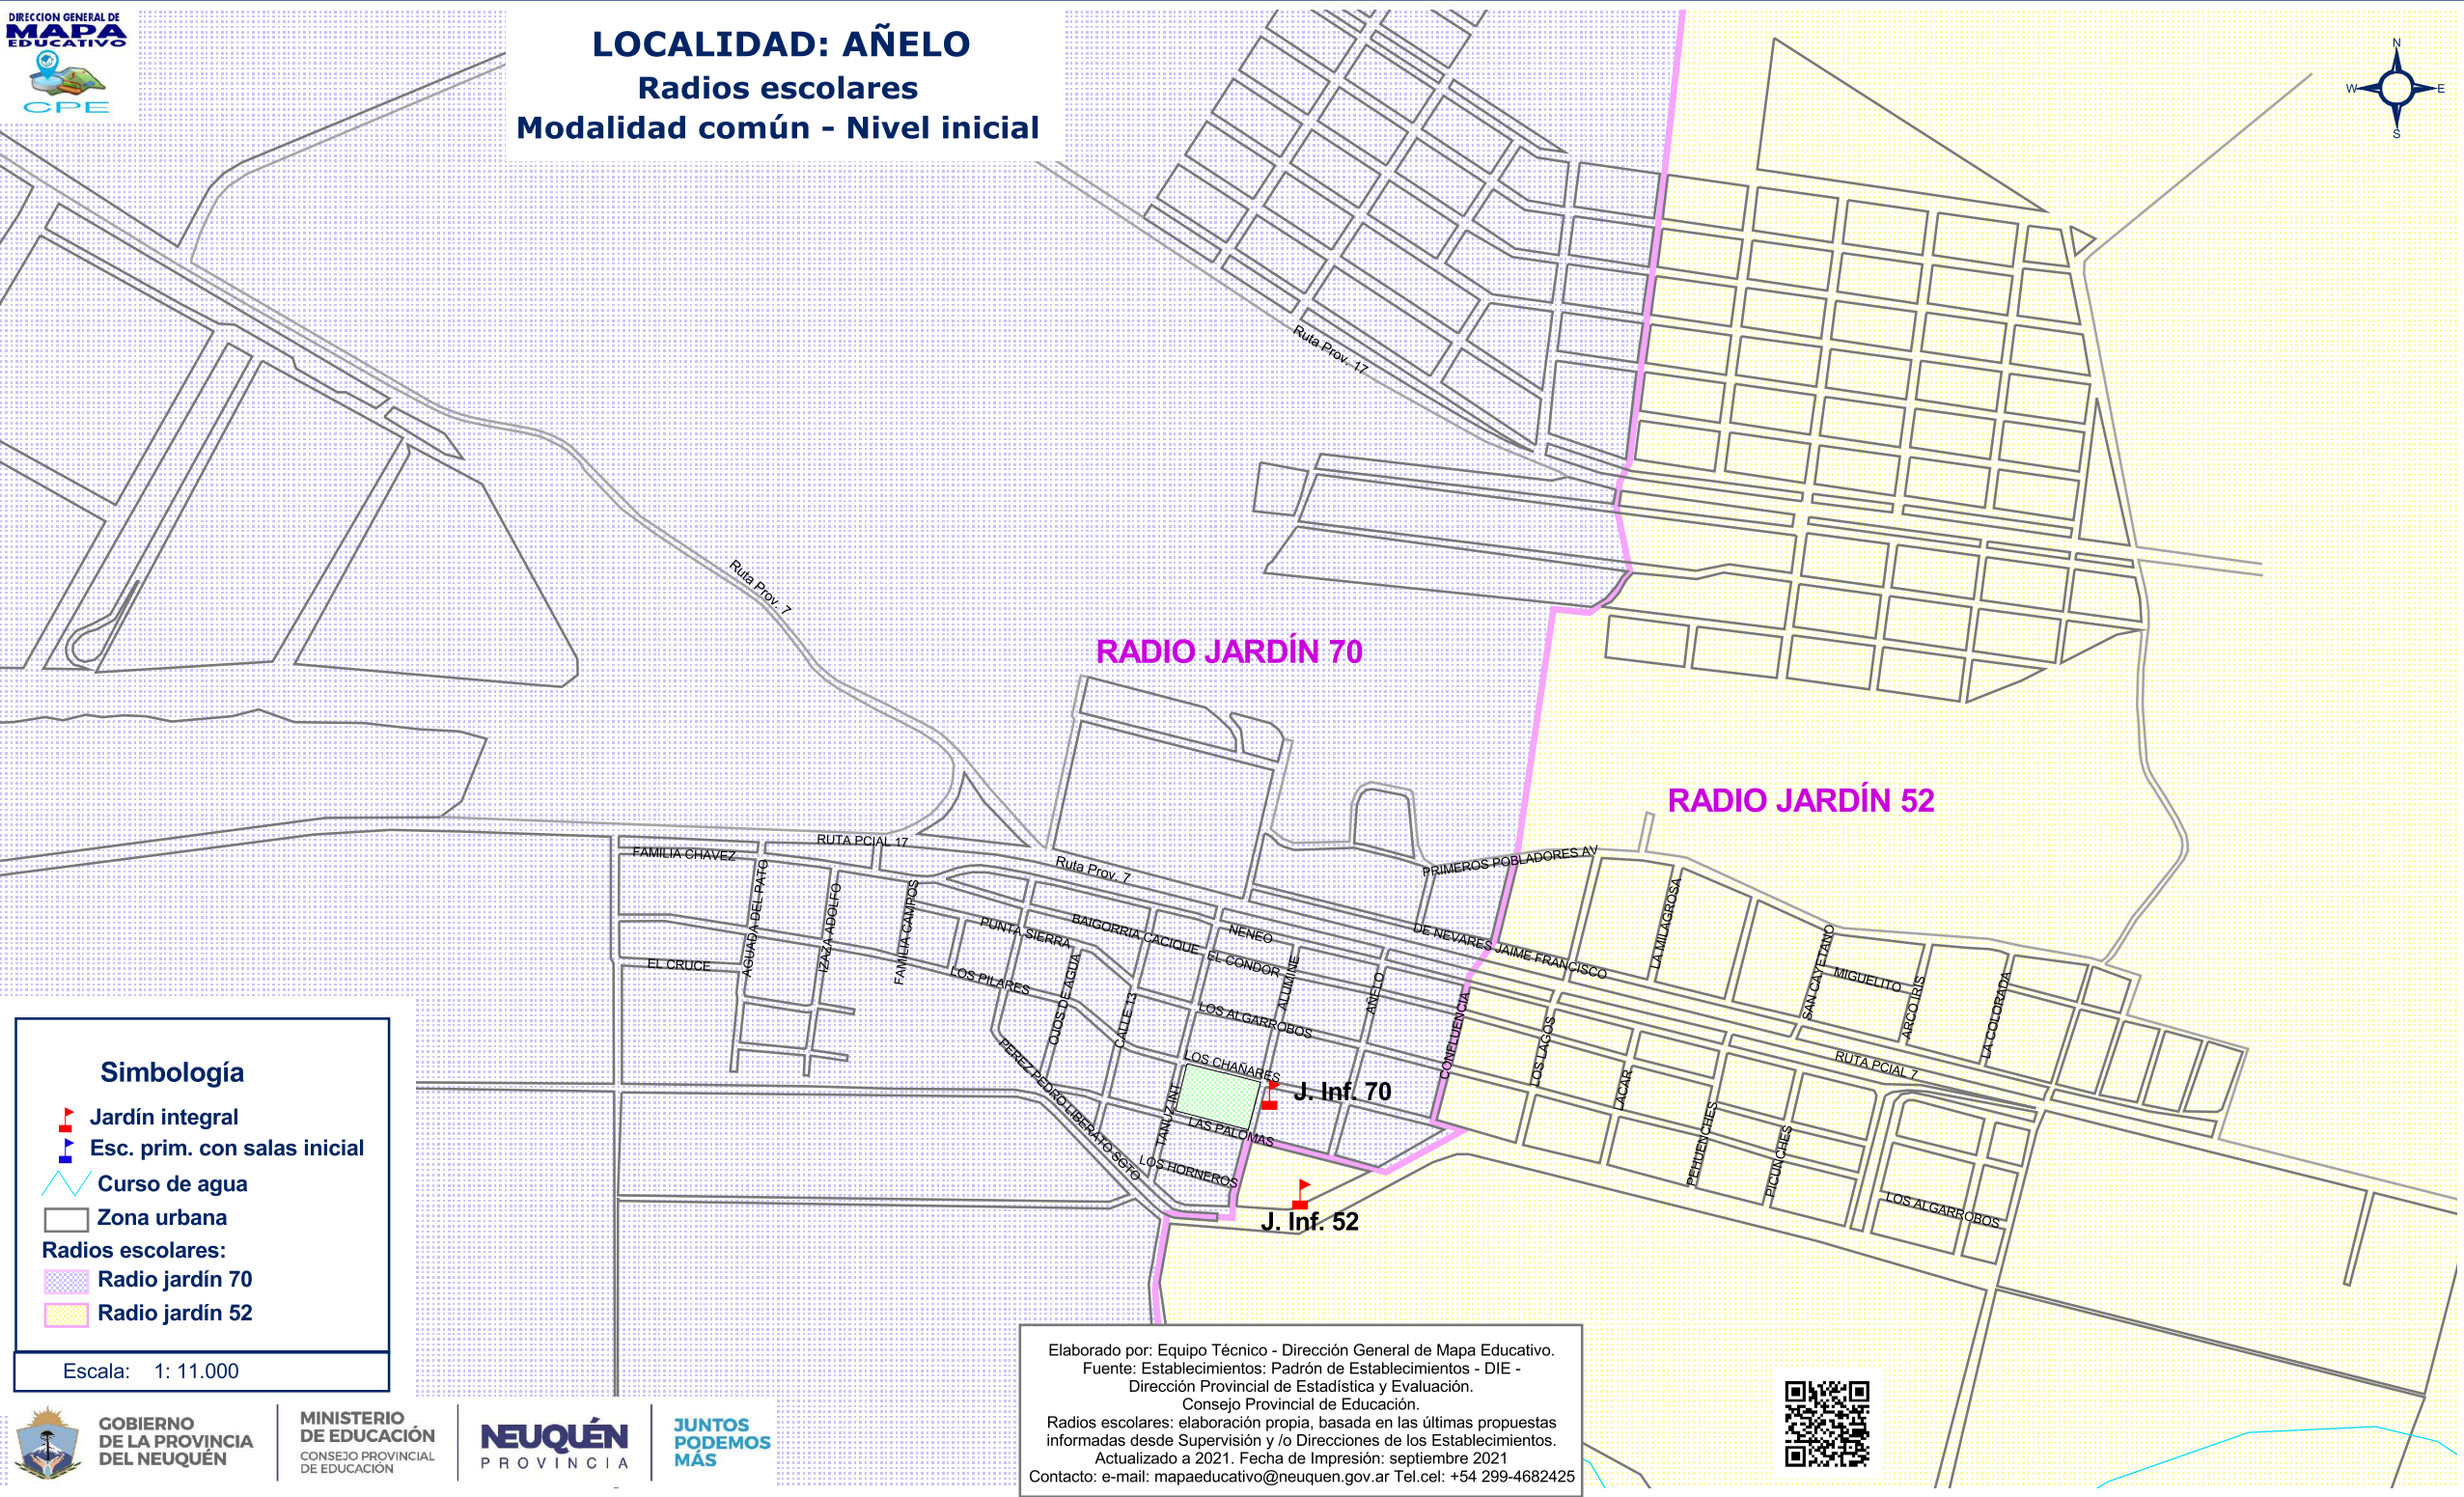 DIRECCION GENERAL DE
MAPA
EDUCATIVO
CPE
LOCALIDAD: AÑELO
Radios escolares
Modalidad común - Nivel inicial
N
W
E
S
Ruta Prov. 17
Ruta Prov. 7
RADIO JARDÍN 70
RADIO JARDÍN 52
RUTA PCIAL 17
FAMILIA CHAVEZ
Ruta Prov. 7
PRIMEROS POBLADORES AV
AGUADA DEL PATO
IZAZA ADOLFO
FAMILIA CAMPOS
PUNTA SIERRA
BAIGORRIA CACIQUE
NENEO
DE NEVARES JAIME FRANCISCO
LA MILAGROSA
EL CRUCE
LOS PILARES
OJOS DE AGUA
CALLE 13
EL CONDOR
ALUMINE
AÑELO
SAN CAYETANO
MIGUELITO
ARCO IRIS
LA COLORADA
LOS ALGARROBOS
CONFLUENCIA
LOS LAGOS
LACAR
RUTA PCIAL 7
PEREZ PEDRO LIBERATO SOTO
LOS CHAÑARES
J. Inf. 70
TANUZ INT
LAS PALOMAS
LOS HORNEROS
PEHUENCHES
PICUNCHES
LOS ALGARROBOS
J. Inf. 52
Simbología
Jardín integral
Esc. prim. con salas inicial
Curso de agua
Zona urbana
Radios escolares:
Radio jardín 70
Radio jardín 52
Escala: 1: 11.000
GOBIERNO
DE LA PROVINCIA
DEL NEUQUÉN
MINISTERIO
DE EDUCACIÓN
CONSEJO PROVINCIAL
DE EDUCACIÓN
NEUQUÉN
PROVINCIA
JUNTOS
PODEMOS
MÁS
Elaborado por: Equipo Técnico - Dirección General de Mapa Educativo.
Fuente: Establecimientos: Padrón de Establecimientos - DIE -
Dirección Provincial de Estadística y Evaluación.
Consejo Provincial de Educación.
Radios escolares: elaboración propia, basada en las últimas propuestas
informadas desde Supervisión y /o Direcciones de los Establecimientos.
Actualizado a 2021. Fecha de Impresión: septiembre 2021
Contacto: e-mail: mapaeducativo@neuquen.gov.ar Tel.cel: +54 299-4682425